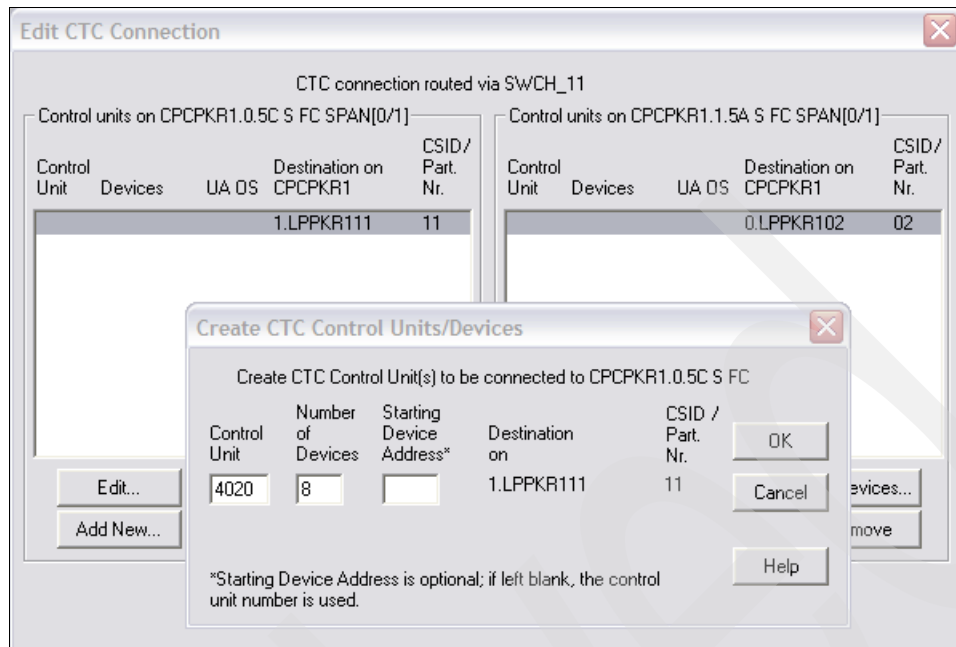 Edit CTC Connection
CTC connection routed via SWCH_11
Control units on CPCPKR1.0.5C S FC SPAN[0/1]
Control Unit Devices UA OS Destination on CPCPKR1 CSID/ Part. Nr.
1.LPPKR111 11
Edit...
Add New...
Control units on CPCPKR1.1.5A S FC SPAN[0/1]
Control Unit Devices UA OS Destination on CPCPKR1 CSID/ Part. Nr.
0.LPPKR102 02
evices...
move
Create CTC Control Units/Devices
Create CTC Control Unit(s) to be connected to CPCPKR1.0.5C S FC
Control Unit Number of Devices Starting Device Address* Destination on CSID / Part. Nr.
4020 8 1.LPPKR111 11
OK
Cancel
Help
*Starting Device Address is optional; if left blank, the control
unit number is used.